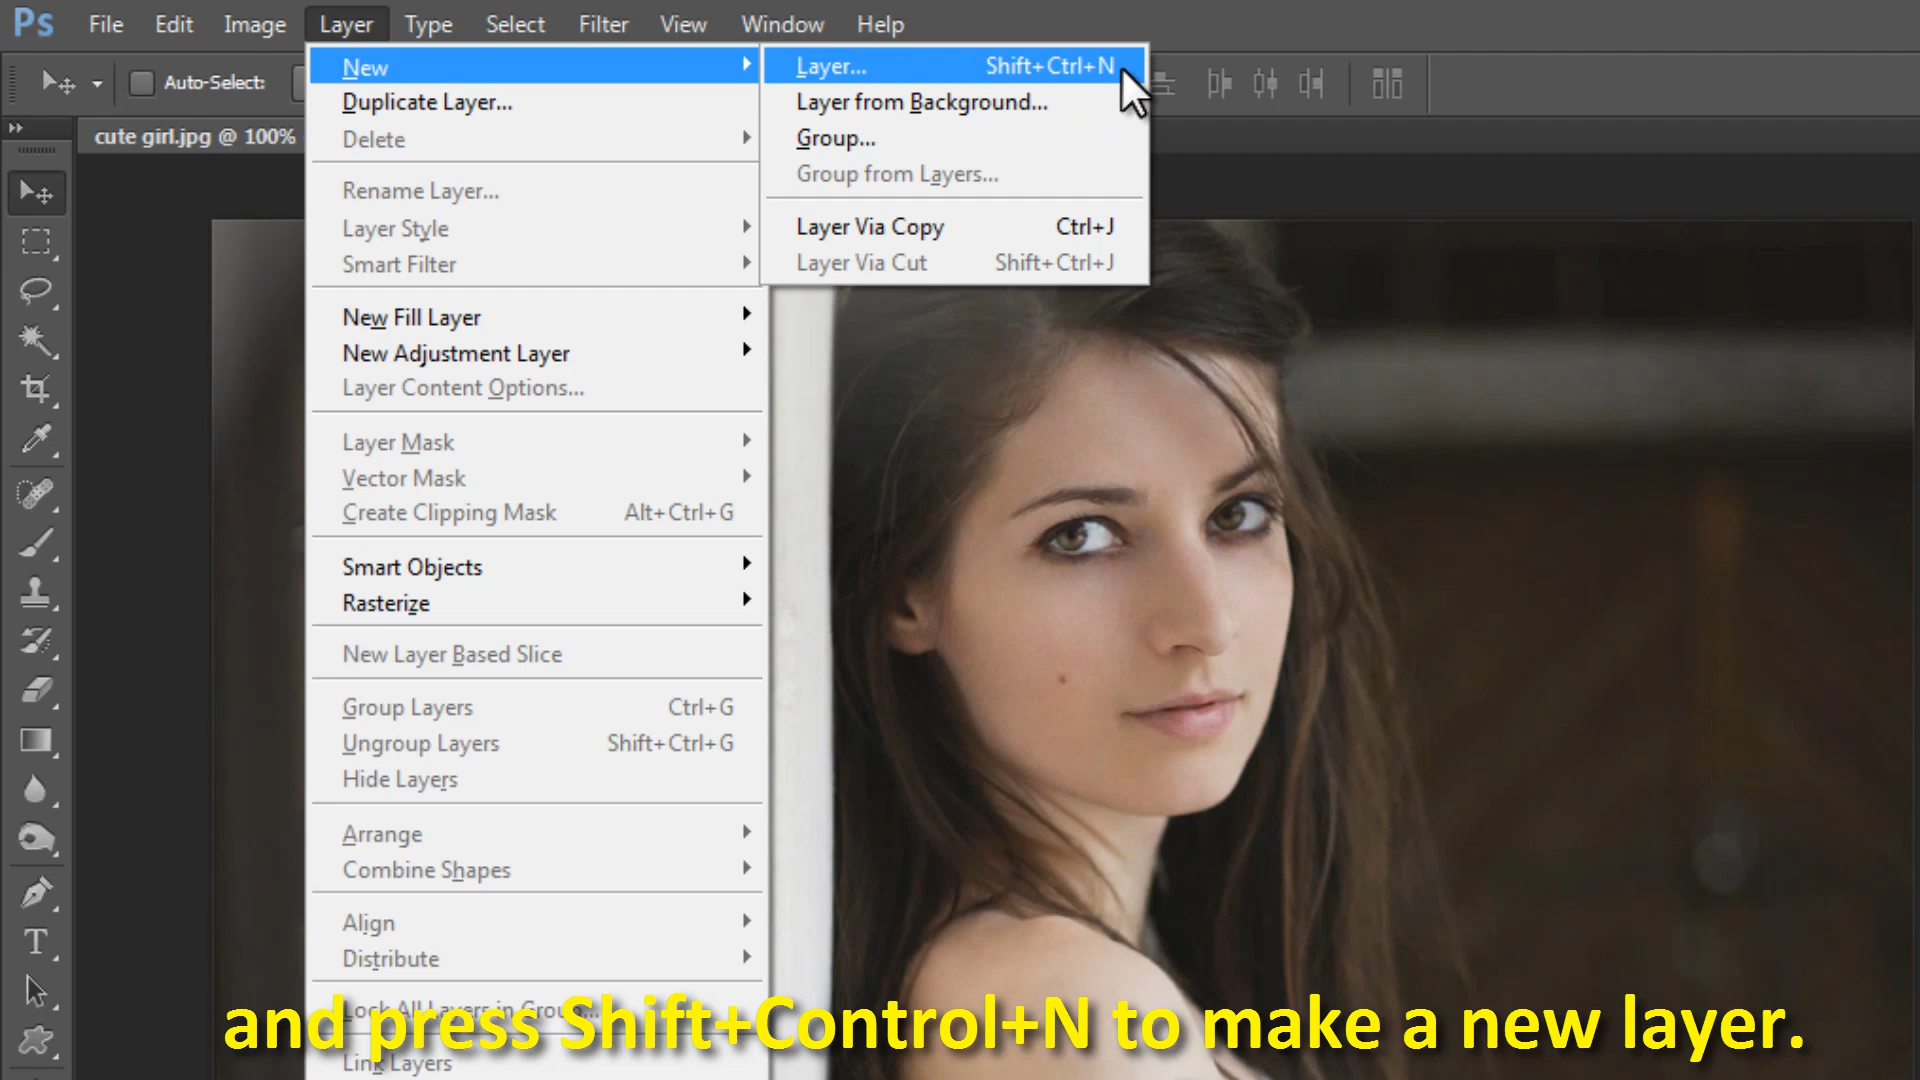 Ps File Edit Image Layer Type Select Filter View Window Help
Auto-Select:
cute girl.jpg @ 100%
New
Duplicate Layer...
Delete
Rename Layer...
Layer Style
Smart Filter
New Fill Layer
New Adjustment Layer
Layer Content Options...
Layer Mask
Vector Mask
Create Clipping Mask Alt+Ctrl+G
Smart Objects
Rasterize
New Layer Based Slice
Group Layers Ctrl+G
Ungroup Layers Shift+Ctrl+G
Hide Layers
Arrange
Combine Shapes
Align
Distribute
Lock All Layers in Group...
Link Layers
Layer... Shift+Ctrl+N
Layer from Background...
Group...
Group from Layers...
Layer Via Copy Ctrl+J
Layer Via Cut Shift+Ctrl+J
T
and press Shift+Control+N to make a new layer.